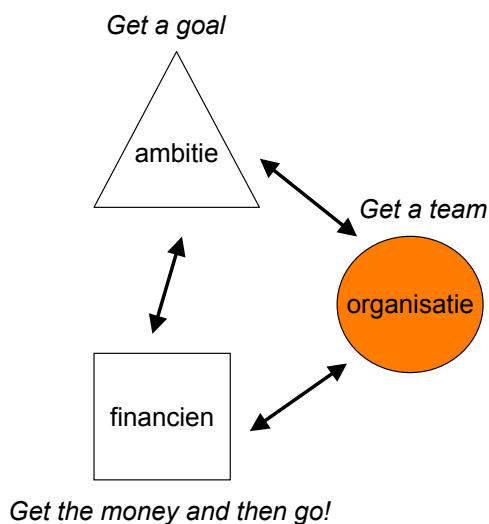 Get a goal
ambitie
Get a team
organisatie
financien
Get the money and then go!